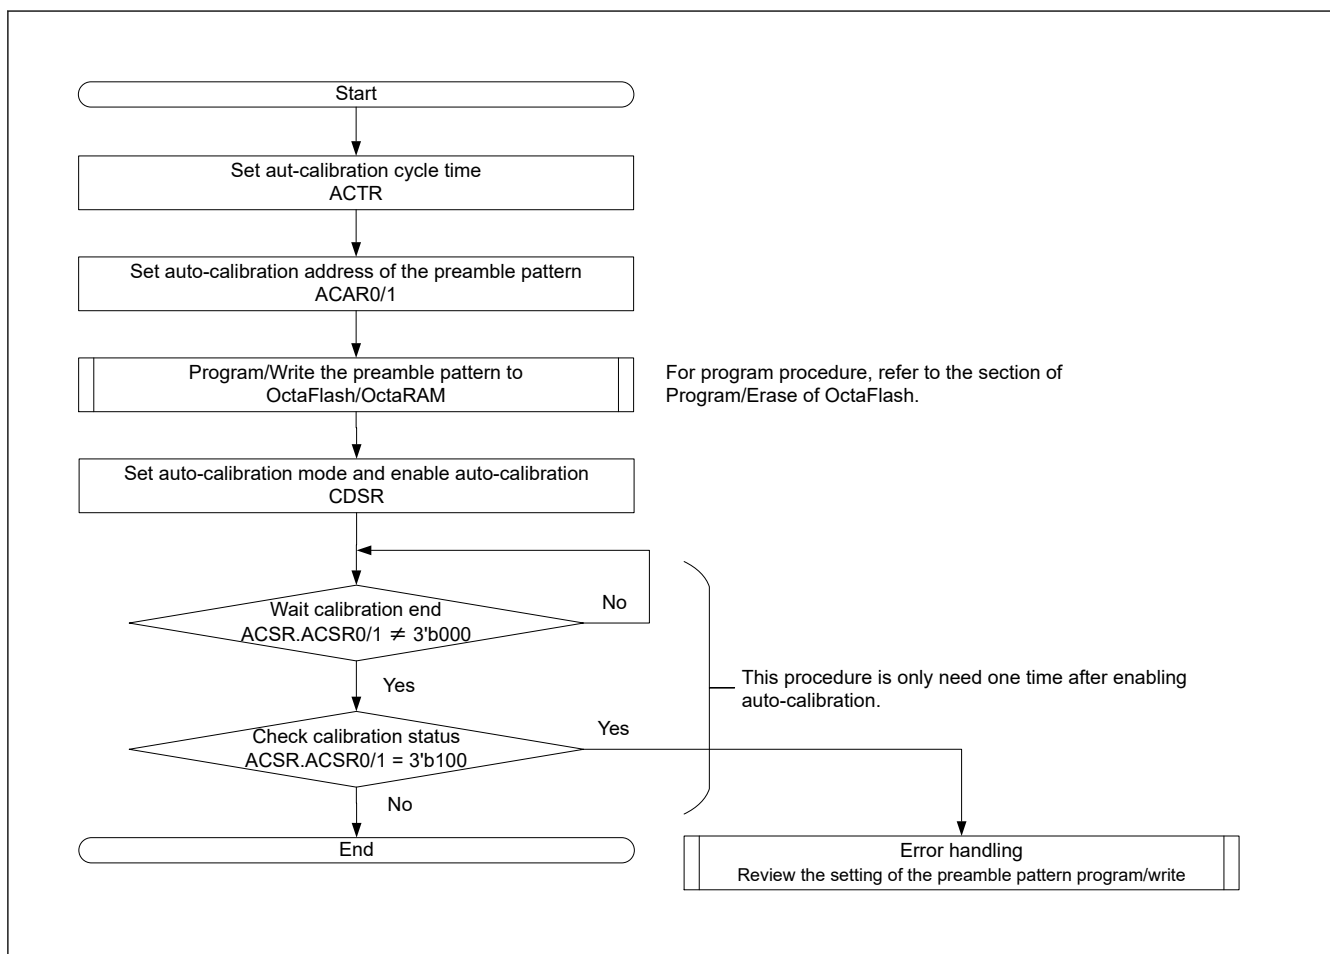 Start
Set aut-calibration cycle time
ACTR
Set auto-calibration address of the preamble pattern
ACAR0/1
Program/Write the preamble pattern to
OctaFlash/OctaRAM
For program procedure, refer to the section of
Program/Erase of OctaFlash.
Set auto-calibration mode and enable auto-calibration
CDSR
Wait calibration end
ACSR.ACSR0/1 ≠ 3'b000
No
Yes
This procedure is only need one time after enabling
auto-calibration.
Check calibration status
ACSR.ACSR0/1 = 3'b100
Yes
No
End
Error handling
Review the setting of the preamble pattern program/write